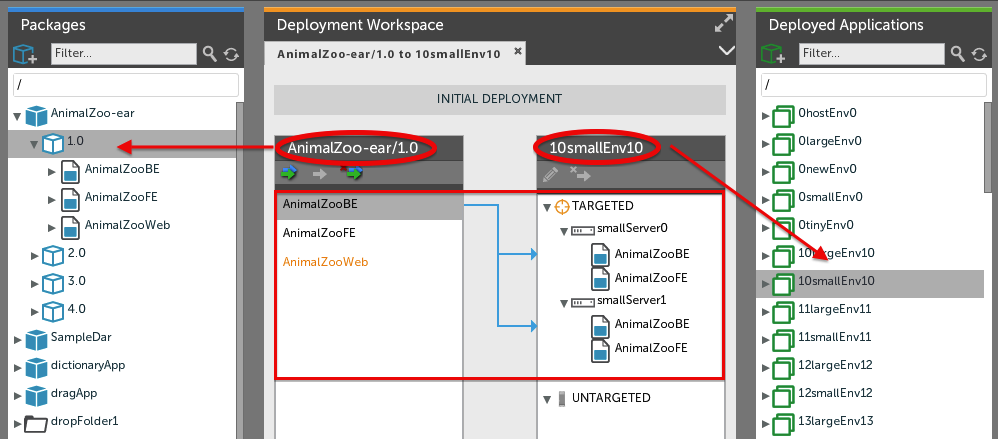 Packages
Filter...
/
AnimalZoo-ear
1.0
AnimalZooBE
AnimalZooFE
AnimalZooWeb
2.0
3.0
4.0
SampleDar
dictionaryApp
dragApp
dropFolder1
Deployment Workspace
AnimalZoo-ear/1.0 to 10smallEnv10
INITIAL DEPLOYMENT
AnimalZoo-ear/1.0
AnimalZooBE
AnimalZooFE
AnimalZooWeb
10smallEnv10
TARGETED
smallServer0
AnimalZooBE
AnimalZooFE
smallServer1
AnimalZooBE
AnimalZooFE
UNTARGETED
Deployed Applications
Filter...
/
0hostEnv0
0largeEnv0
0newEnv0
0smallEnv0
0tinyEnv0
10largeEnv10
10smallEnv10
11largeEnv11
11smallEnv11
12largeEnv12
12smallEnv12
13largeEnv13